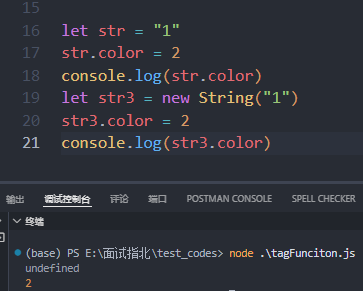 15
16 let str = "1"
17 str.color = 2
18 console.log(str.color)
19 let str3 = new String("1")
20 str3.color = 2
21 console.log(str3.color)
输出 调试控制台 评论 端口 POSTMAN CONSOLE SPELL CHECKER
终端
(base) PS E:\面试指北\test_codes> node .\tagFunciton.js
undefined
2